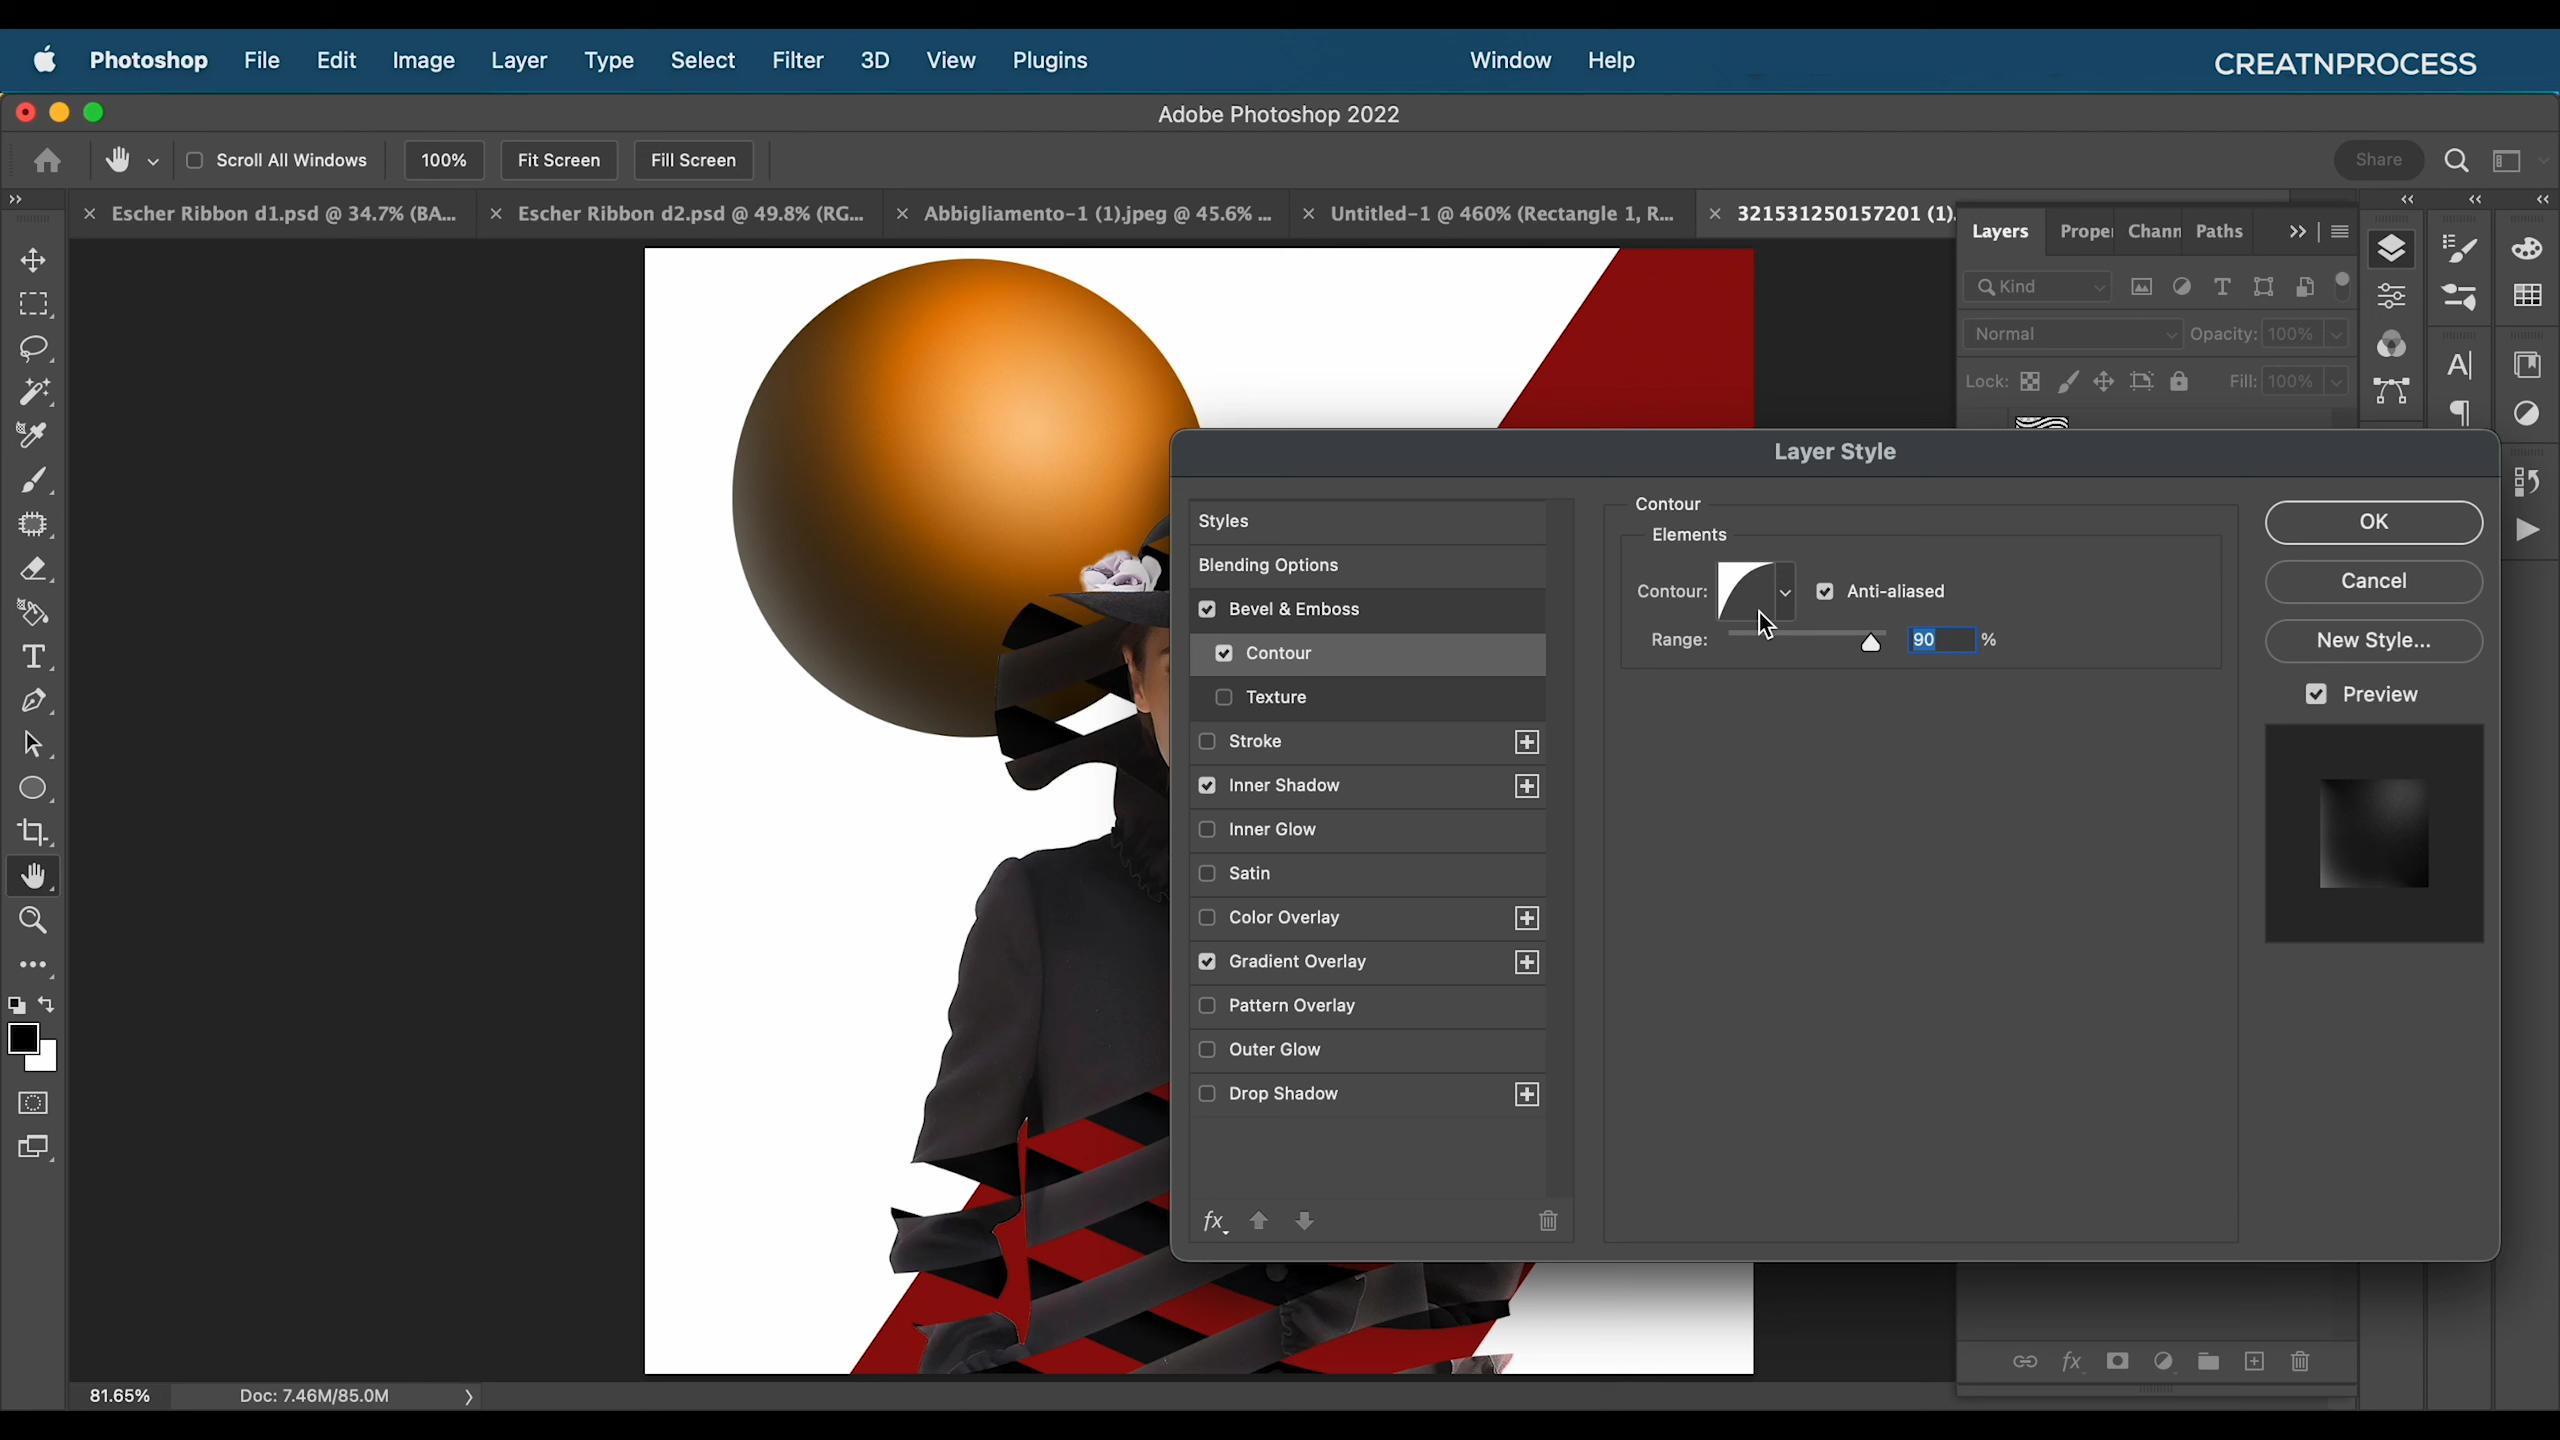 Photoshop File Edit Image Layer Type Select Filter 3D View Plugins Window Help CREATNPROCESS
Adobe Photoshop 2022
Scroll All Windows 100% Fit Screen Fill Screen Share
Escher Ribbon d1.psd @ 34.7% (BA... Escher Ribbon d2.psd @ 49.8% (RG... Abbigliamento-1 (1).jpeg @ 45.6% ... Untitled-1 @ 460% (Rectangle 1, R... 321531250157201 (1).
Layers Proper Chann Paths
Kind
Normal Opacity: 100%
Lock: Fill: 100%
Layer Style
Styles
Blending Options
Bevel & Emboss
Contour
Texture
Stroke
Inner Shadow
Inner Glow
Satin
Color Overlay
Gradient Overlay
Pattern Overlay
Outer Glow
Drop Shadow
fx
Contour
Elements
Contour: Anti-aliased
Range: 90 %
OK
Cancel
New Style...
Preview
fx
81.65% Doc: 7.46M/85.0M